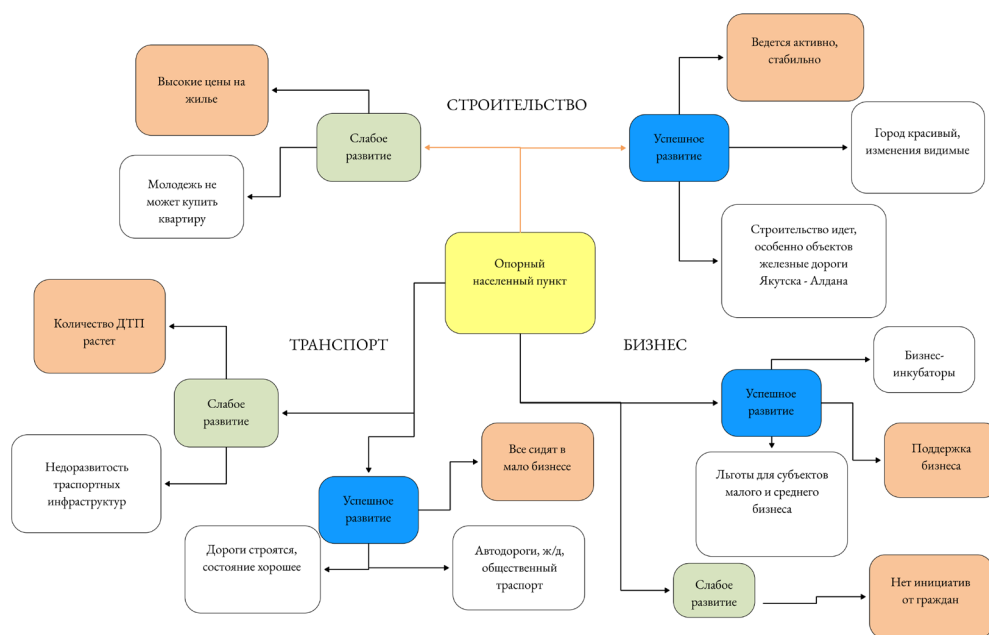 Ведется активно,
стабильно
Высокие цены на
жилье
СТРОИТЕЛЬСТВО
Слабое
развитие
Успешное
развитие
Город красивый,
изменения видимые
Молодежь не
может купить
квартиру
Строительство идет,
особенно объектов
железные дороги
Якутска - Алдана
Опорный
населенный пункт
Количество ДТП
растет
ТРАНСПОРТ
БИЗНЕС
Бизнес-
инкубаторы
Слабое
развитие
Успешное
развитие
Все сидят в
мало бизнесе
Поддержка
бизнеса
Недоразвитость
траспортных
инфраструктур
Льготы для субъектов
малого и среднего
бизнеса
Успешное
развитие
Дороги строятся,
состояние хорошее
Автодороги, ж/д,
общественный
траспорт
Слабое
развитие
Нет инициатив
от граждан